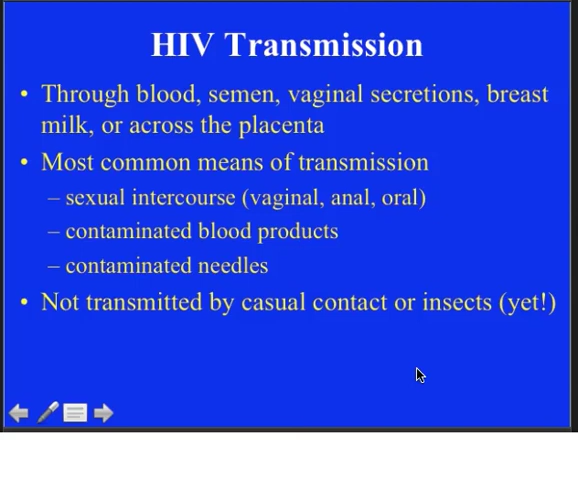 HIV Transmission
• Through blood, semen, vaginal secretions, breast
milk, or across the placenta
• Most common means of transmission
– sexual intercourse (vaginal, anal, oral)
– contaminated blood products
– contaminated needles
• Not transmitted by casual contact or insects (yet!)